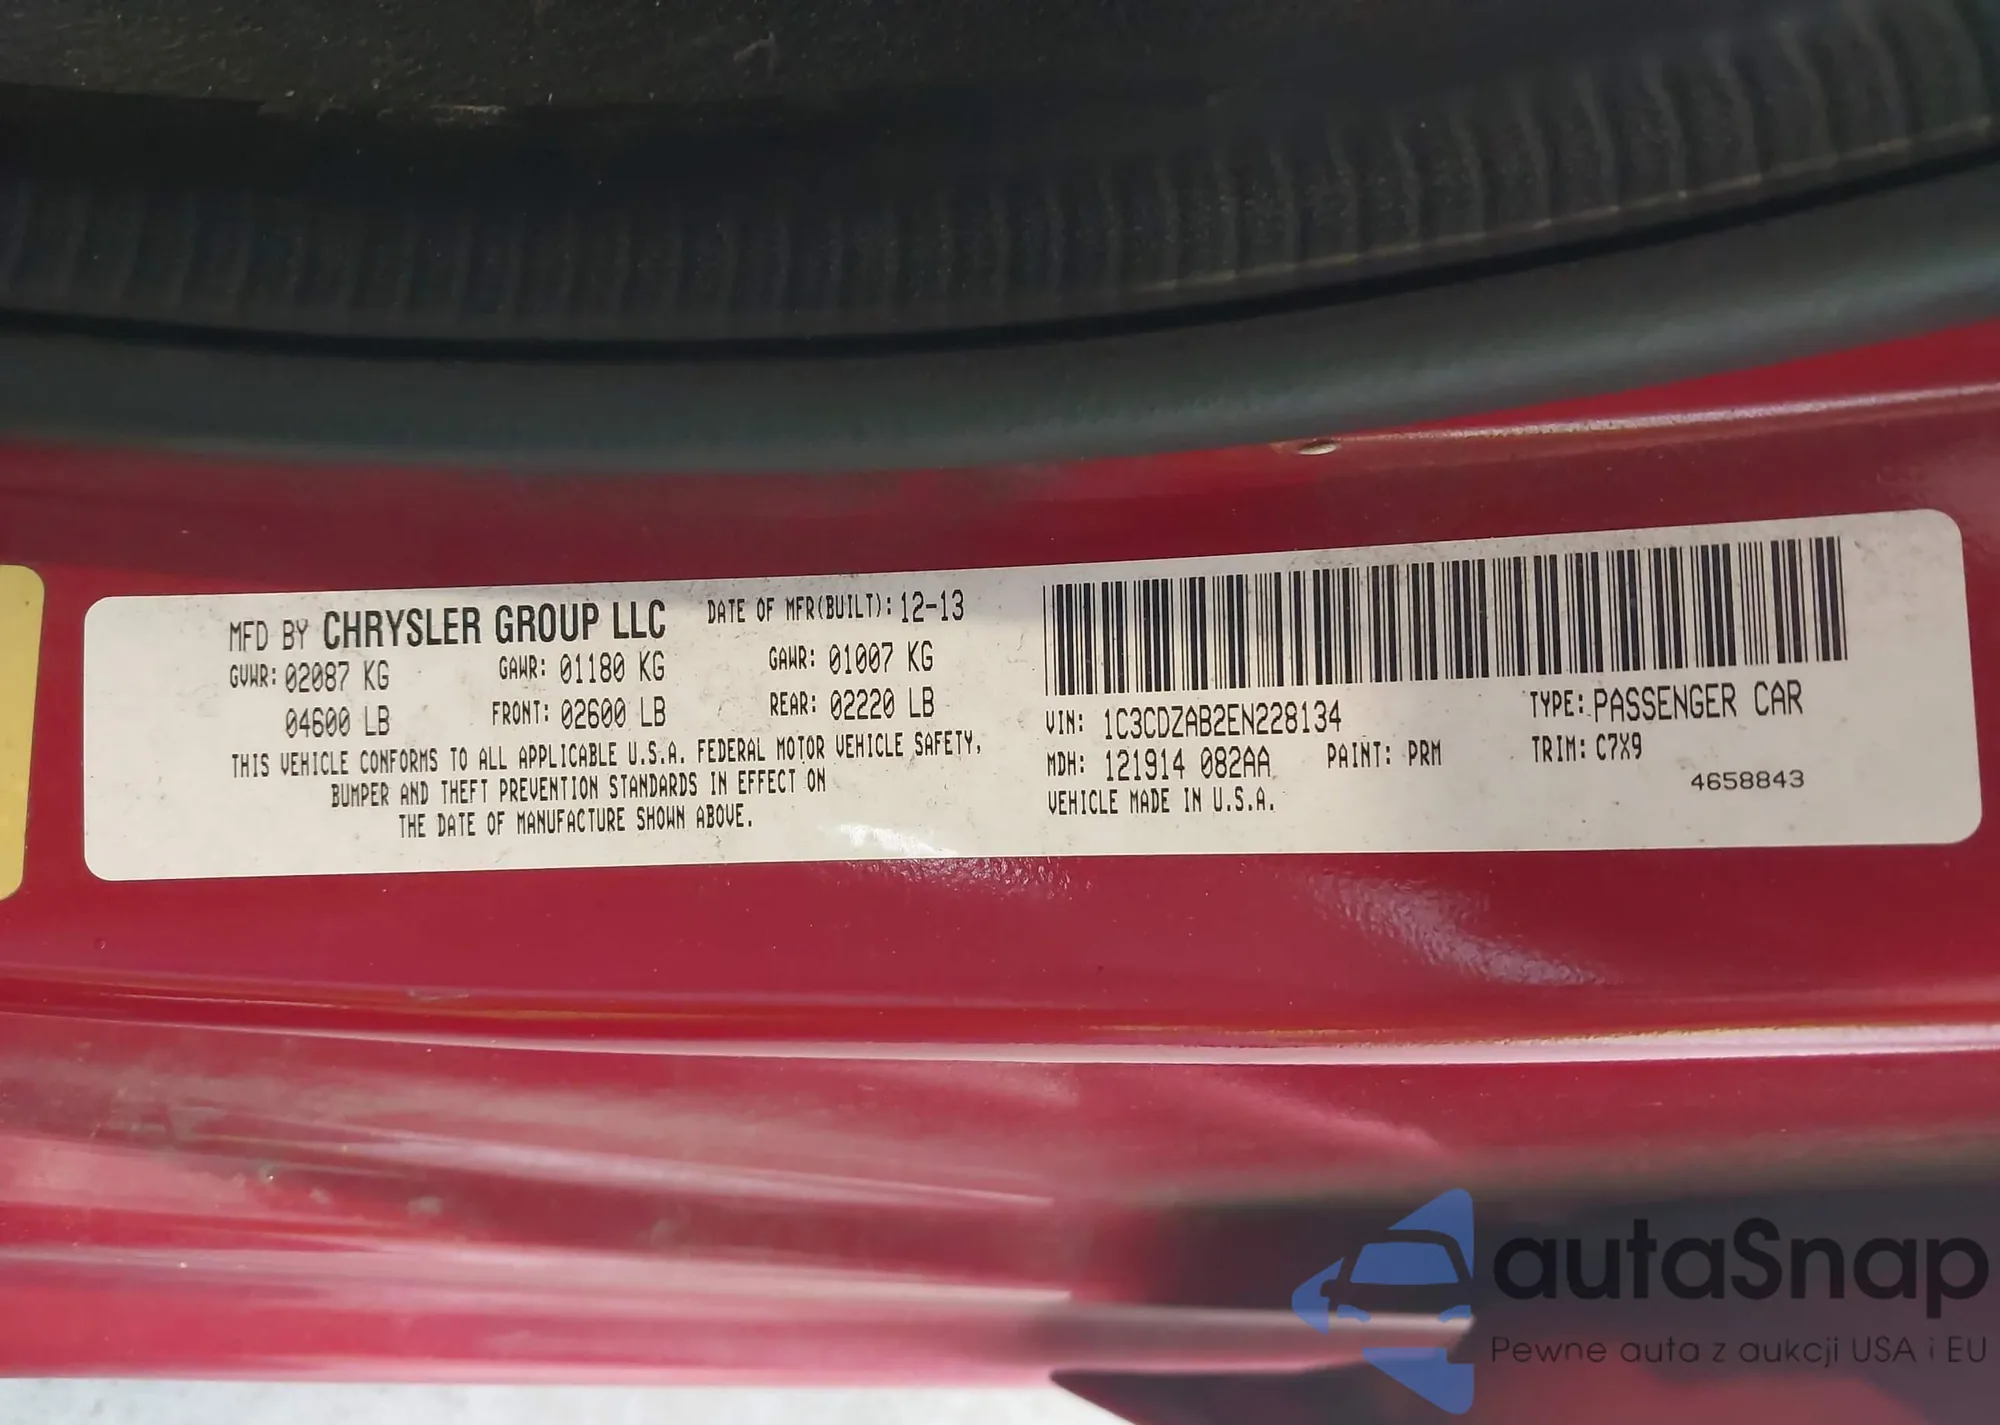 MFD BY CHRYSLER GROUP LLC DATE OF MFR(BUILT): 12-13
GVWR: 02087 KG GAWR: 01180 KG GAWR: 01007 KG
04600 LB FRONT: 02600 LB REAR: 02220 LB
THIS VEHICLE CONFORMS TO ALL APPLICABLE U.S.A. FEDERAL MOTOR VEHICLE SAFETY,
BUMPER AND THEFT PREVENTION STANDARDS IN EFFECT ON
THE DATE OF MANUFACTURE SHOWN ABOVE.
VIN: 1C3CDZAB2EN228134 TYPE: PASSENGER CAR
MDH: 121914 082AA PAINT: PRM TRIM: C7X9
VEHICLE MADE IN U.S.A. 4658843
autaSnap
Pewne auta z aukcji USA i EU